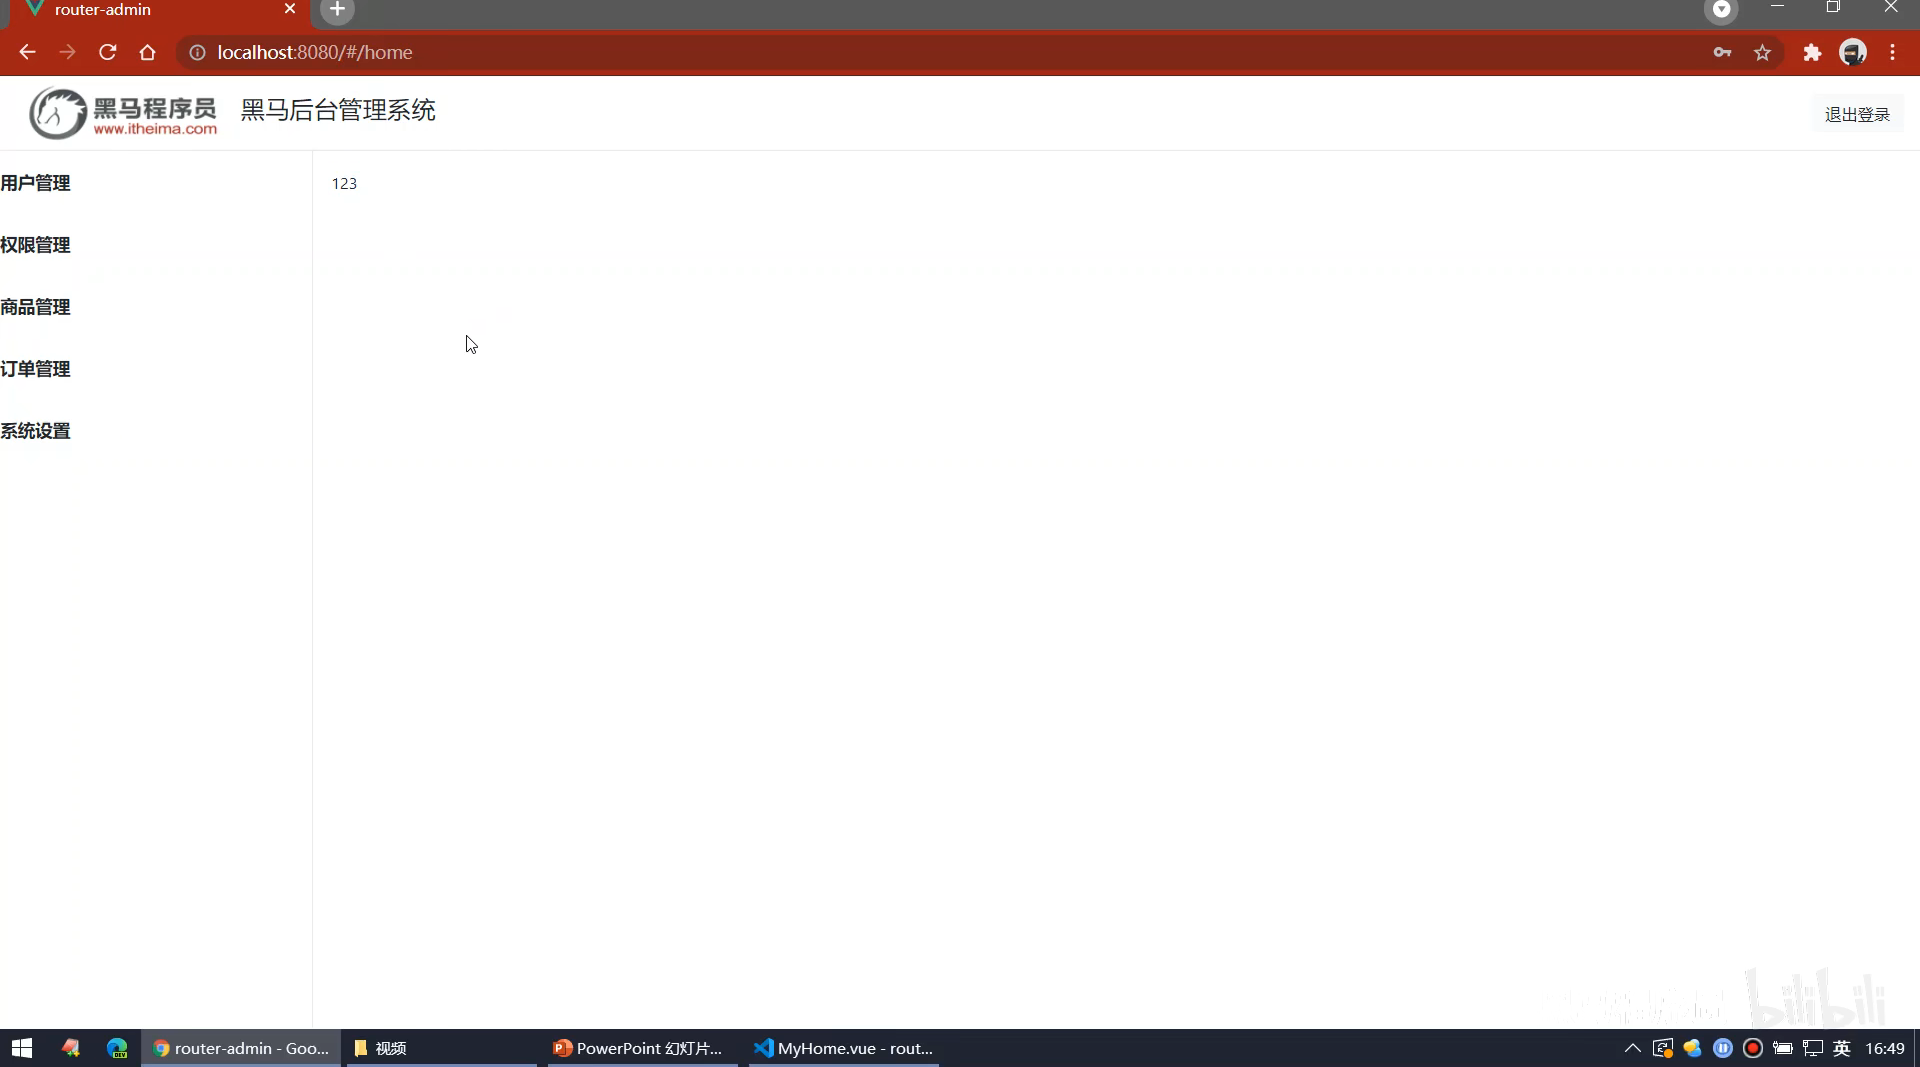 router-admin
localhost:8080/#/home
黑马程序员
www.itheima.com
黑马后台管理系统
退出登录
用户管理
123
权限管理
商品管理
订单管理
系统设置
bilibili
DEV
router-admin - Goo...
视频
PowerPoint 幻灯片...
MyHome.vue - rout...
英
16:49